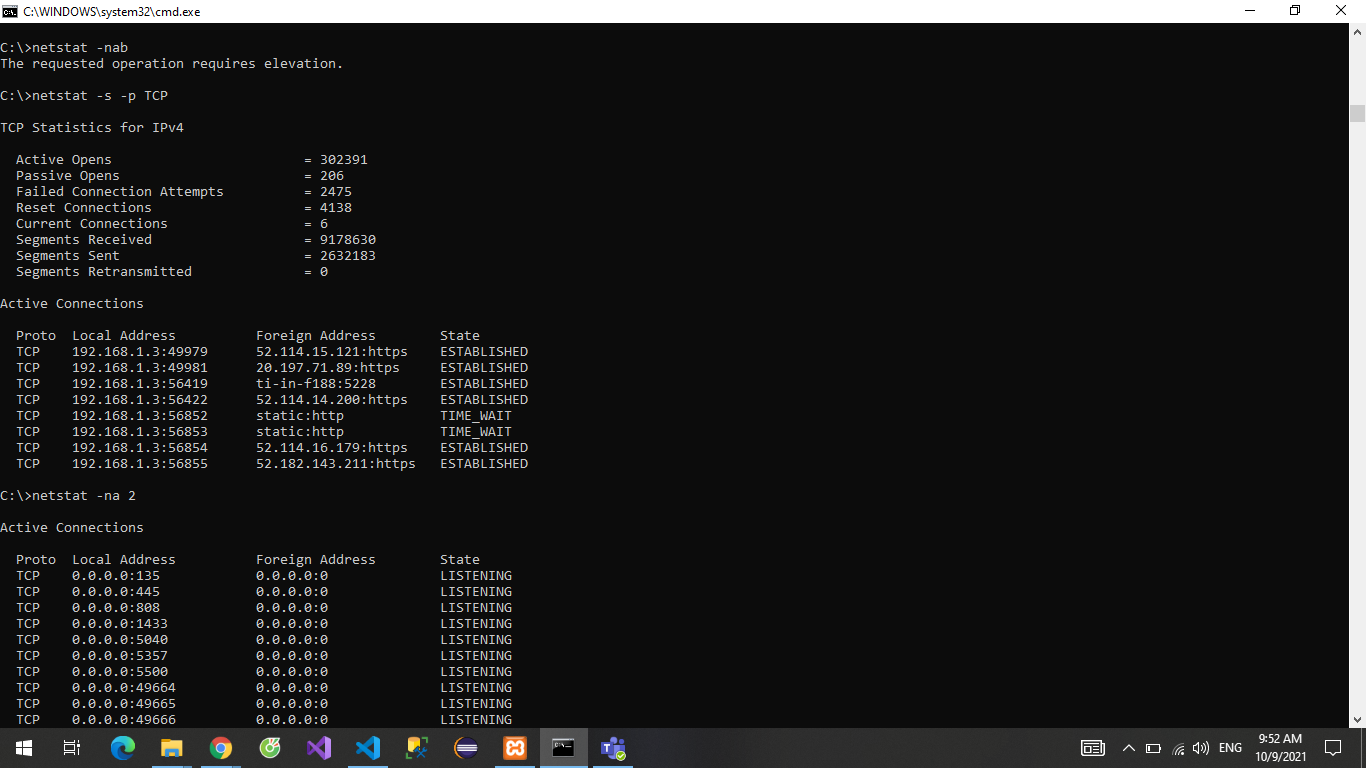 C:\WINDOWS\system32\cmd.exe
C:\>netstat -nab
The requested operation requires elevation.
C:\>netstat -s -p TCP
TCP Statistics for IPv4
Active Opens = 302391
Passive Opens = 206
Failed Connection Attempts = 2475
Reset Connections = 4138
Current Connections = 6
Segments Received = 9178630
Segments Sent = 2632183
Segments Retransmitted = 0
Active Connections
Proto Local Address Foreign Address State
TCP 192.168.1.3:49979 52.114.15.121:https ESTABLISHED
TCP 192.168.1.3:49981 20.197.71.89:https ESTABLISHED
TCP 192.168.1.3:56419 ti-in-f188:5228 ESTABLISHED
TCP 192.168.1.3:56422 52.114.14.200:https ESTABLISHED
TCP 192.168.1.3:56852 static:http TIME_WAIT
TCP 192.168.1.3:56853 static:http TIME_WAIT
TCP 192.168.1.3:56854 52.114.16.179:https ESTABLISHED
TCP 192.168.1.3:56855 52.182.143.211:https ESTABLISHED
C:\>netstat -na 2
Active Connections
Proto Local Address Foreign Address State
TCP 0.0.0.0:135 0.0.0.0:0 LISTENING
TCP 0.0.0.0:445 0.0.0.0:0 LISTENING
TCP 0.0.0.0:808 0.0.0.0:0 LISTENING
TCP 0.0.0.0:1433 0.0.0.0:0 LISTENING
TCP 0.0.0.0:5040 0.0.0.0:0 LISTENING
TCP 0.0.0.0:5357 0.0.0.0:0 LISTENING
TCP 0.0.0.0:5500 0.0.0.0:0 LISTENING
TCP 0.0.0.0:49664 0.0.0.0:0 LISTENING
TCP 0.0.0.0:49665 0.0.0.0:0 LISTENING
TCP 0.0.0.0:49666 0.0.0.0:0 LISTENING
ENG
9:52 AM
10/9/2021